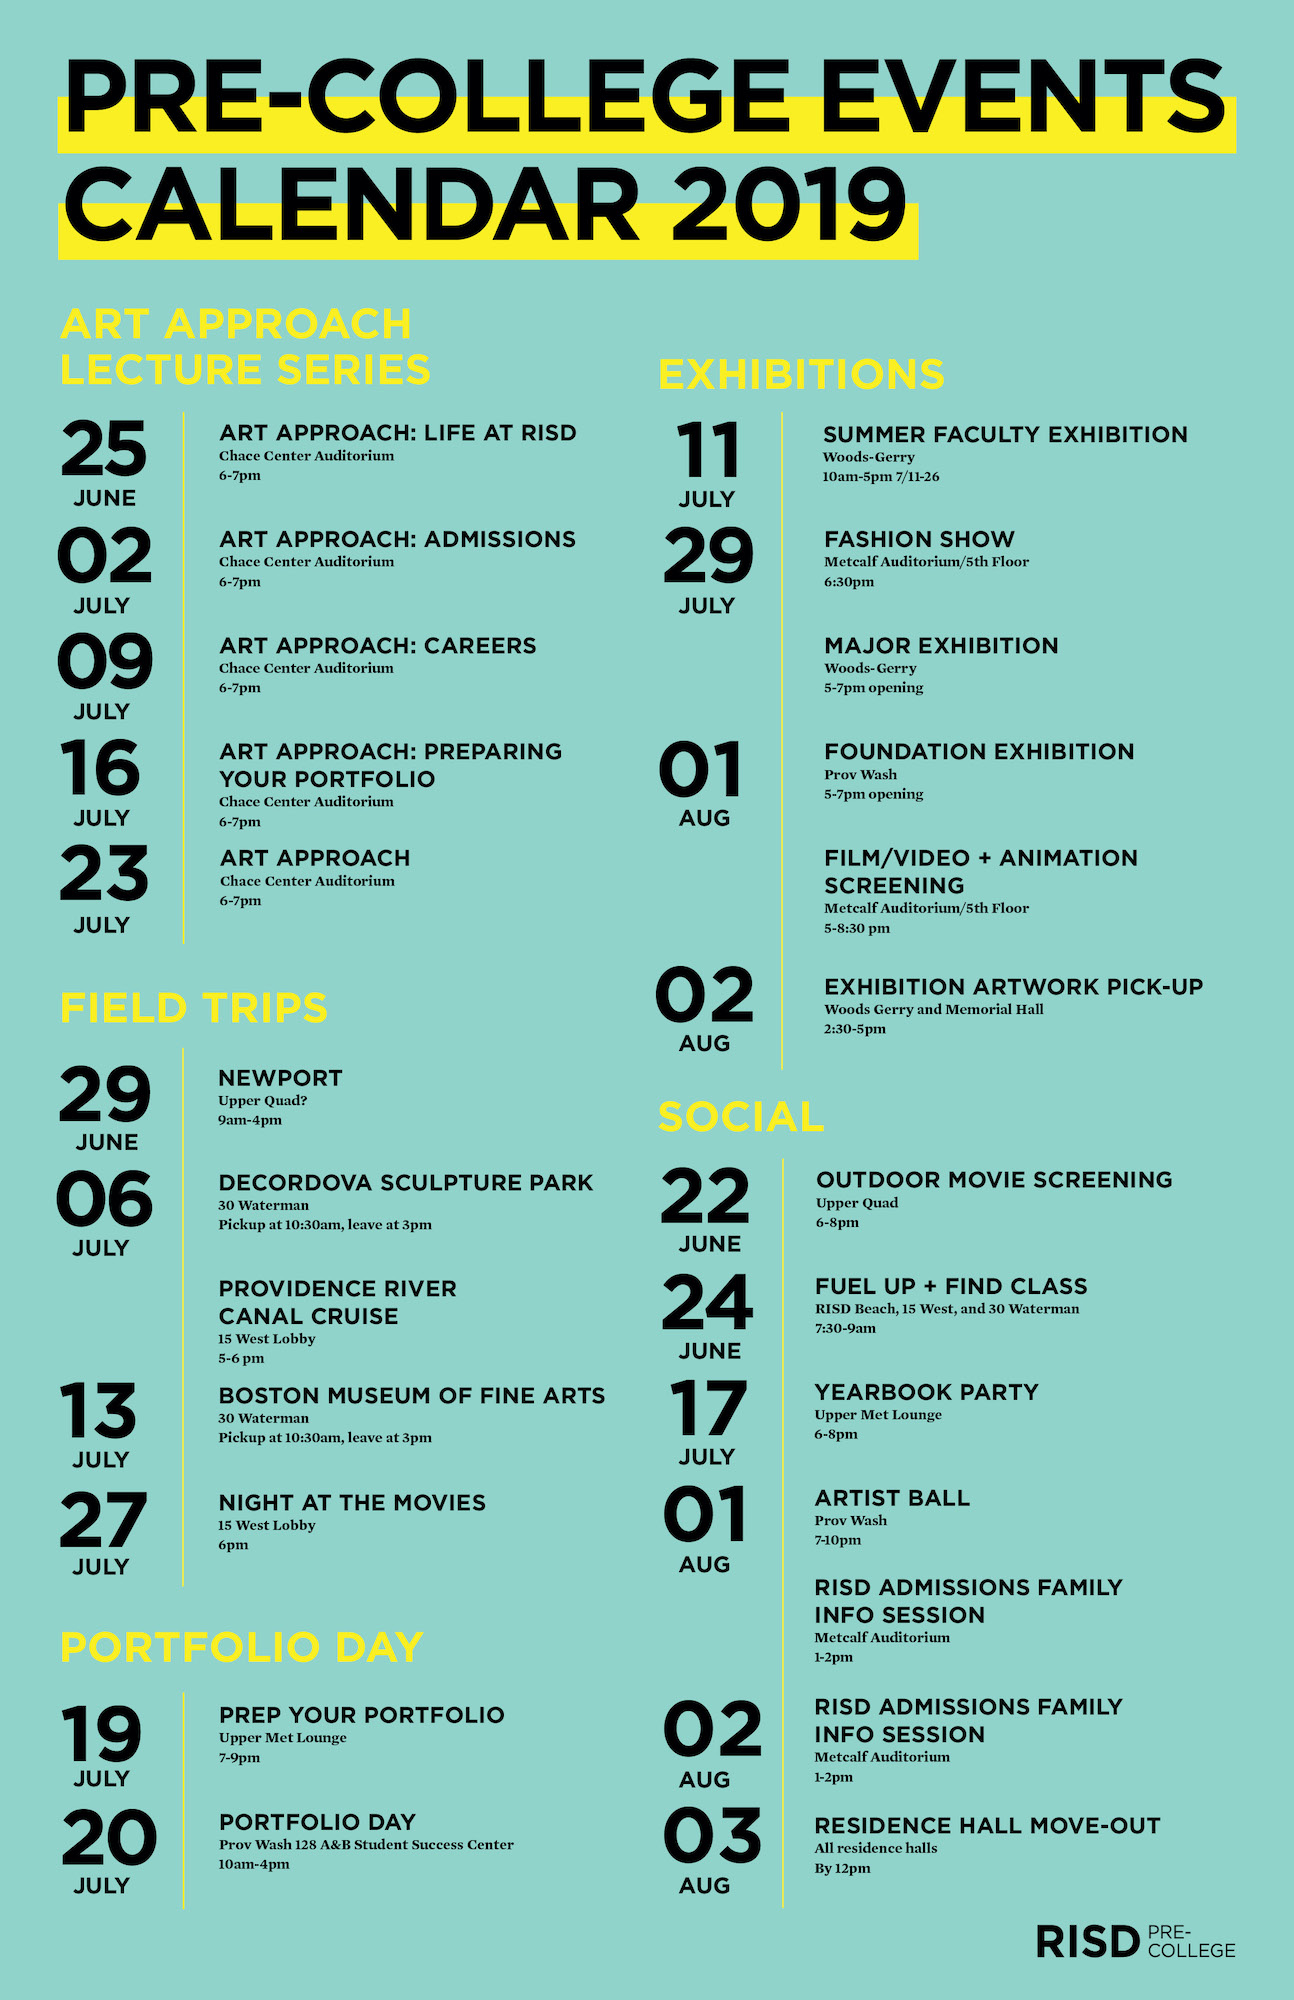 PRE-COLLEGE EVENTS
CALENDAR 2019
ART APPROACH
LECTURE SERIES
25
JUNE
ART APPROACH: LIFE AT RISD
Chace Center Auditorium
6-7pm
02
JULY
ART APPROACH: ADMISSIONS
Chace Center Auditorium
6-7pm
09
JULY
ART APPROACH: CAREERS
Chace Center Auditorium
6-7pm
16
JULY
ART APPROACH: PREPARING
YOUR PORTFOLIO
Chace Center Auditorium
6-7pm
23
JULY
ART APPROACH
Chace Center Auditorium
6-7pm
FIELD TRIPS
29
JUNE
NEWPORT
Upper Quad?
9am-4pm
06
JULY
DECORDOVA SCULPTURE PARK
30 Waterman
Pickup at 10:30am, leave at 3pm
PROVIDENCE RIVER
CANAL CRUISE
15 West Lobby
5-6 pm
13
JULY
BOSTON MUSEUM OF FINE ARTS
30 Waterman
Pickup at 10:30am, leave at 3pm
27
JULY
NIGHT AT THE MOVIES
15 West Lobby
6pm
PORTFOLIO DAY
19
JULY
PREP YOUR PORTFOLIO
Upper Met Lounge
7-9pm
20
JULY
PORTFOLIO DAY
Prov Wash 128 A&B Student Success Center
10am-4pm
EXHIBITIONS
11
JULY
SUMMER FACULTY EXHIBITION
Woods-Gerry
10am-5pm 7/11-26
29
JULY
FASHION SHOW
Metcalf Auditorium/5th Floor
6:30pm
MAJOR EXHIBITION
Woods-Gerry
5-7pm opening
01
AUG
FOUNDATION EXHIBITION
Prov Wash
5-7pm opening
FILM/VIDEO + ANIMATION
SCREENING
Metcalf Auditorium/5th Floor
5-8:30 pm
02
AUG
EXHIBITION ARTWORK PICK-UP
Woods Gerry and Memorial Hall
2:30-5pm
SOCIAL
22
JUNE
OUTDOOR MOVIE SCREENING
Upper Quad
6-8pm
24
JUNE
FUEL UP + FIND CLASS
RISD Beach, 15 West, and 30 Waterman
7:30-9am
17
JULY
YEARBOOK PARTY
Upper Met Lounge
6-8pm
01
AUG
ARTIST BALL
Prov Wash
7-10pm
RISD ADMISSIONS FAMILY
INFO SESSION
Metcalf Auditorium
1-2pm
02
AUG
RISD ADMISSIONS FAMILY
INFO SESSION
Metcalf Auditorium
1-2pm
03
AUG
RESIDENCE HALL MOVE-OUT
All residence halls
By 12pm
RISD PRE-
COLLEGE